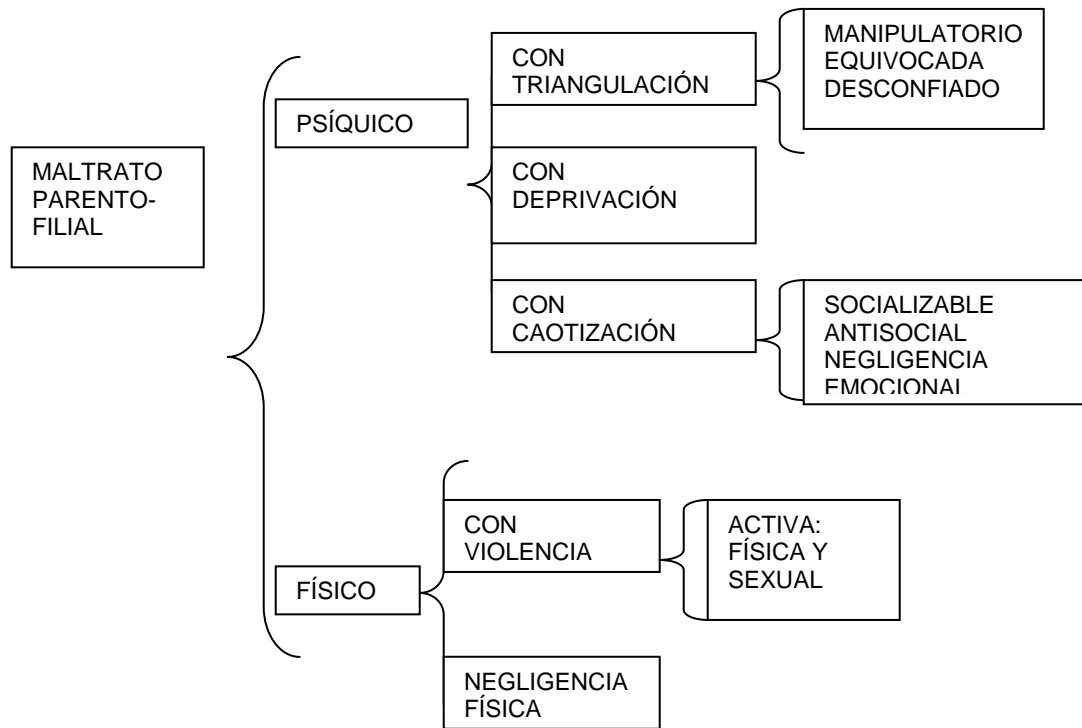 MALTRATO
PARENTO-
FILIAL
PSÍQUICO
CON
TRIANGULACIÓN
MANIPULATORIO
EQUIVOCADA
DESCONFIADO
CON
DEPRIVACIÓN
CON
CAOTIZACIÓN
SOCIALIZABLE
ANTISOCIAL
NEGLIGENCIA
EMOCIONAL
FÍSICO
CON
VIOLENCIA
ACTIVA:
FÍSICA Y
SEXUAL
NEGLIGENCIA
FÍSICA